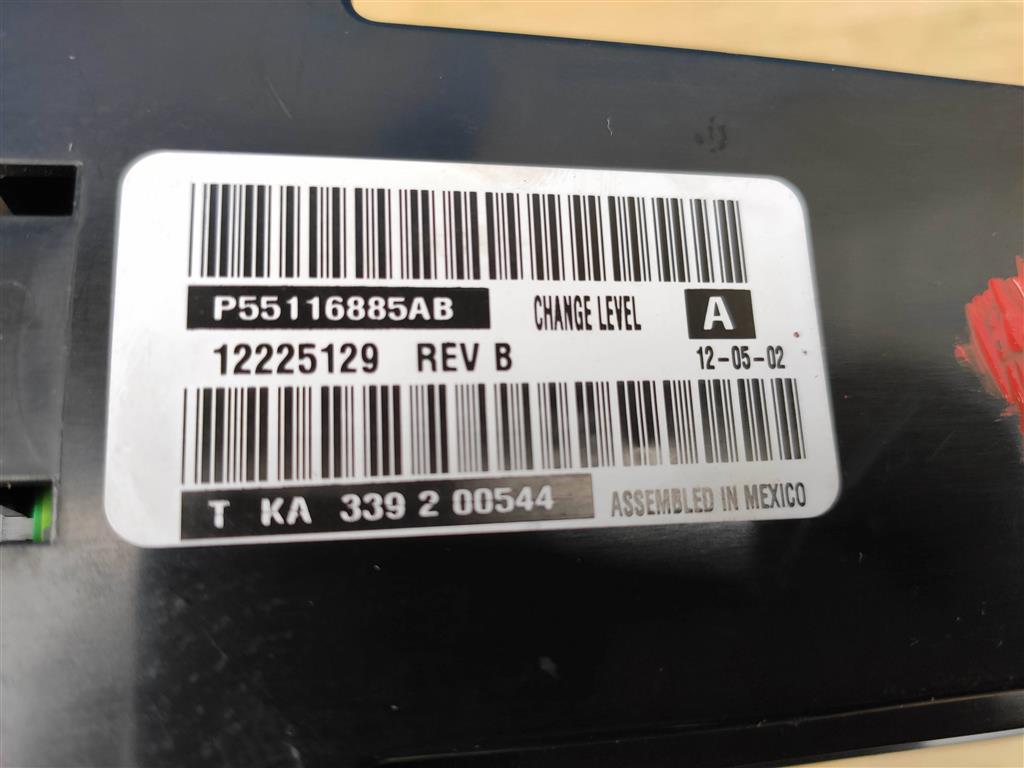 P55116885AB CHANGE LEVEL A
12225129 REV B 12-05-02
T KA 339 2 00544 ASSEMBLED IN MEXICO